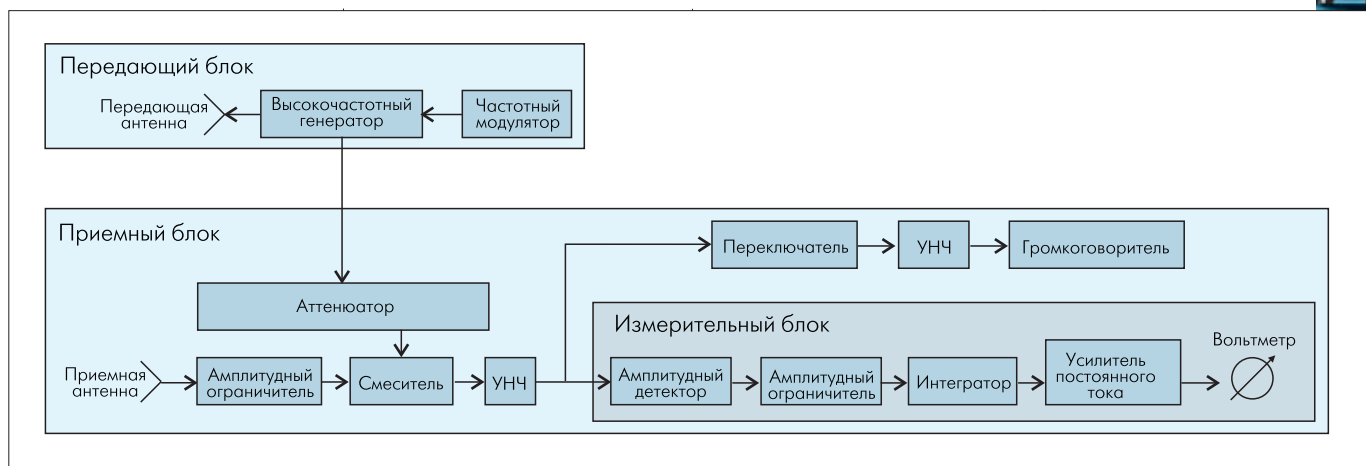 Передающий блок
Передающая
антенна
Высокочастотный
генератор
Частотный
модулятор
Приемный блок
Переключатель
УНЧ
Громкоговоритель
Аттенюатор
Измерительный блок
Приемная
антенна
Амплитудный
ограничитель
Смеситель
УНЧ
Амплитудный
детектор
Амплитудный
ограничитель
Интегратор
Усилитель
постоянного
тока
Вольтметр